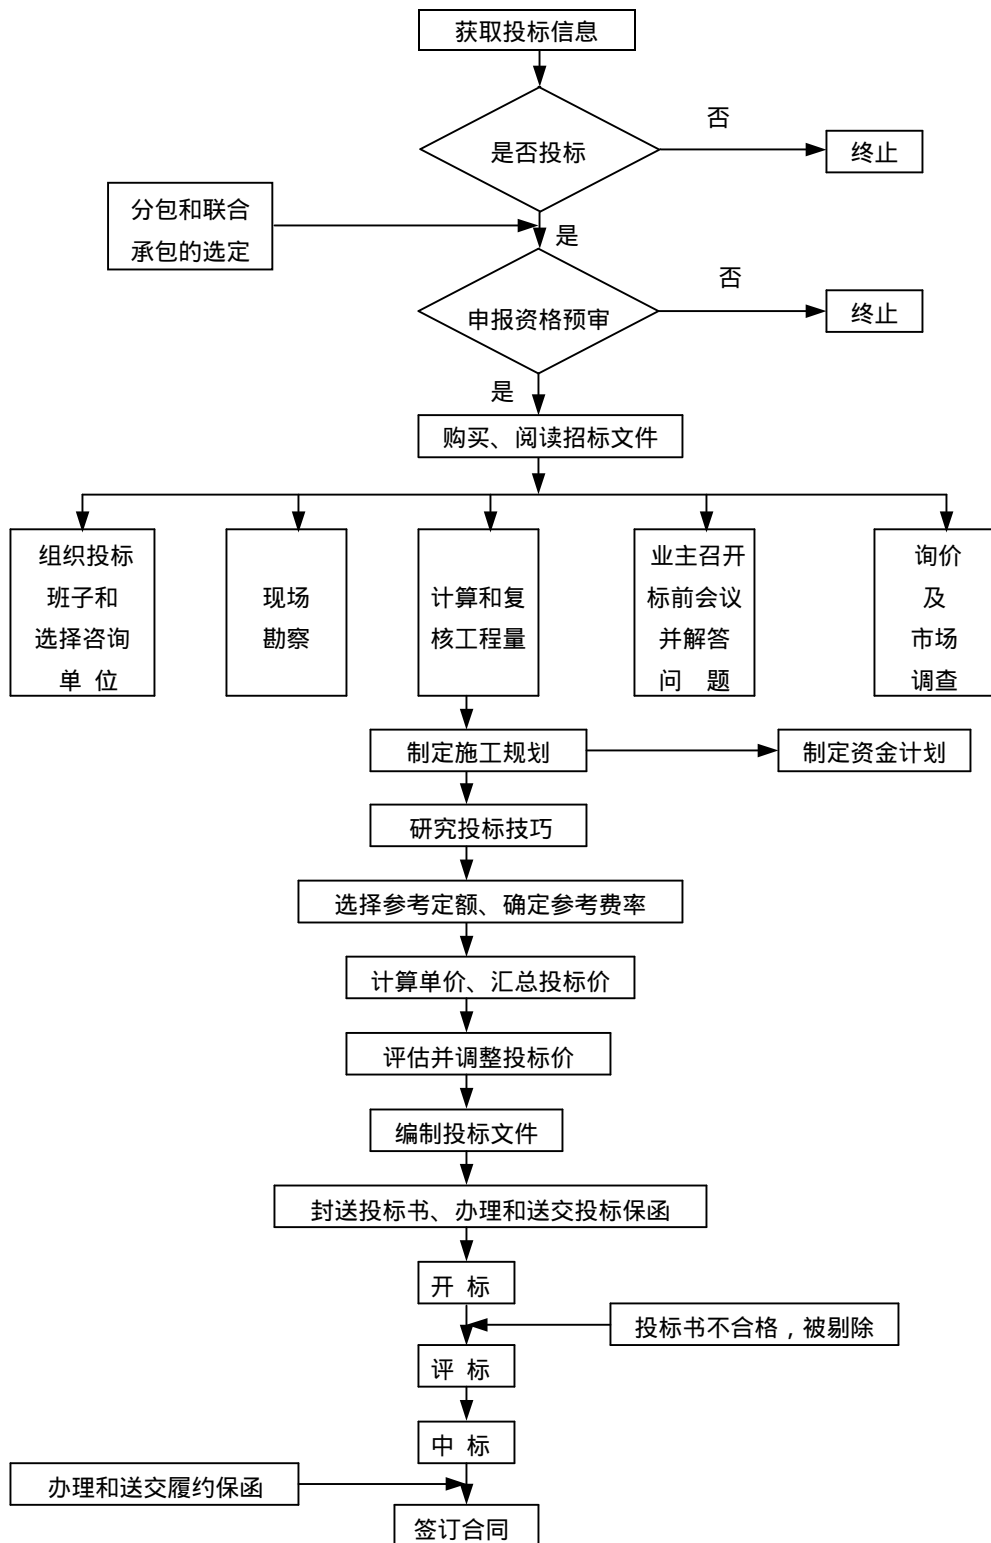 获取投标信息
是否投标
否
终止
分包和联合
承包的选定
是
申报资格预审
否
终止
是
购买、阅读招标文件
组织投标
班子和
选择咨询
单 位
现场
勘察
计算和复
核工程量
业主召开
标前会议
并解答
问 题
询价
及
市场
调查
制定施工规划
制定资金计划
研究投标技巧
选择参考定额、确定参考费率
计算单价、汇总投标价
评估并调整投标价
编制投标文件
封送投标书、办理和送交投标保函
开 标
投标书不合格，被剔除
评 标
中 标
办理和送交履约保函
签订合同